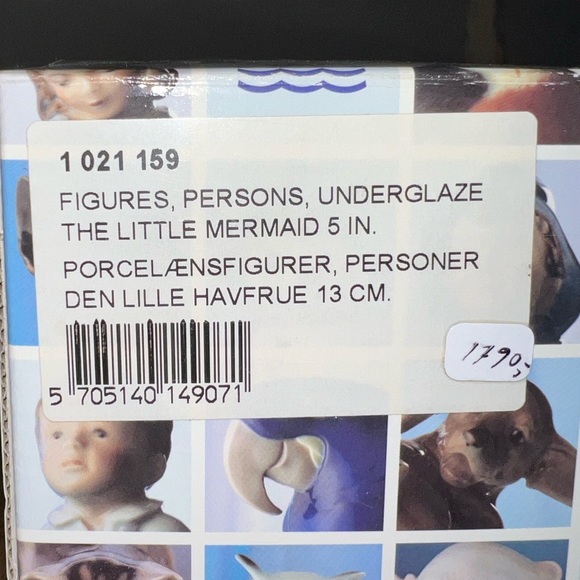 1 021 159
FIGURES, PERSONS, UNDERGLAZE
THE LITTLE MERMAID 5 IN.
PORCELÆNSFIGURER, PERSONER
DEN LILLE HAVFRUE 13 CM.
1790,-
5 705140 149071